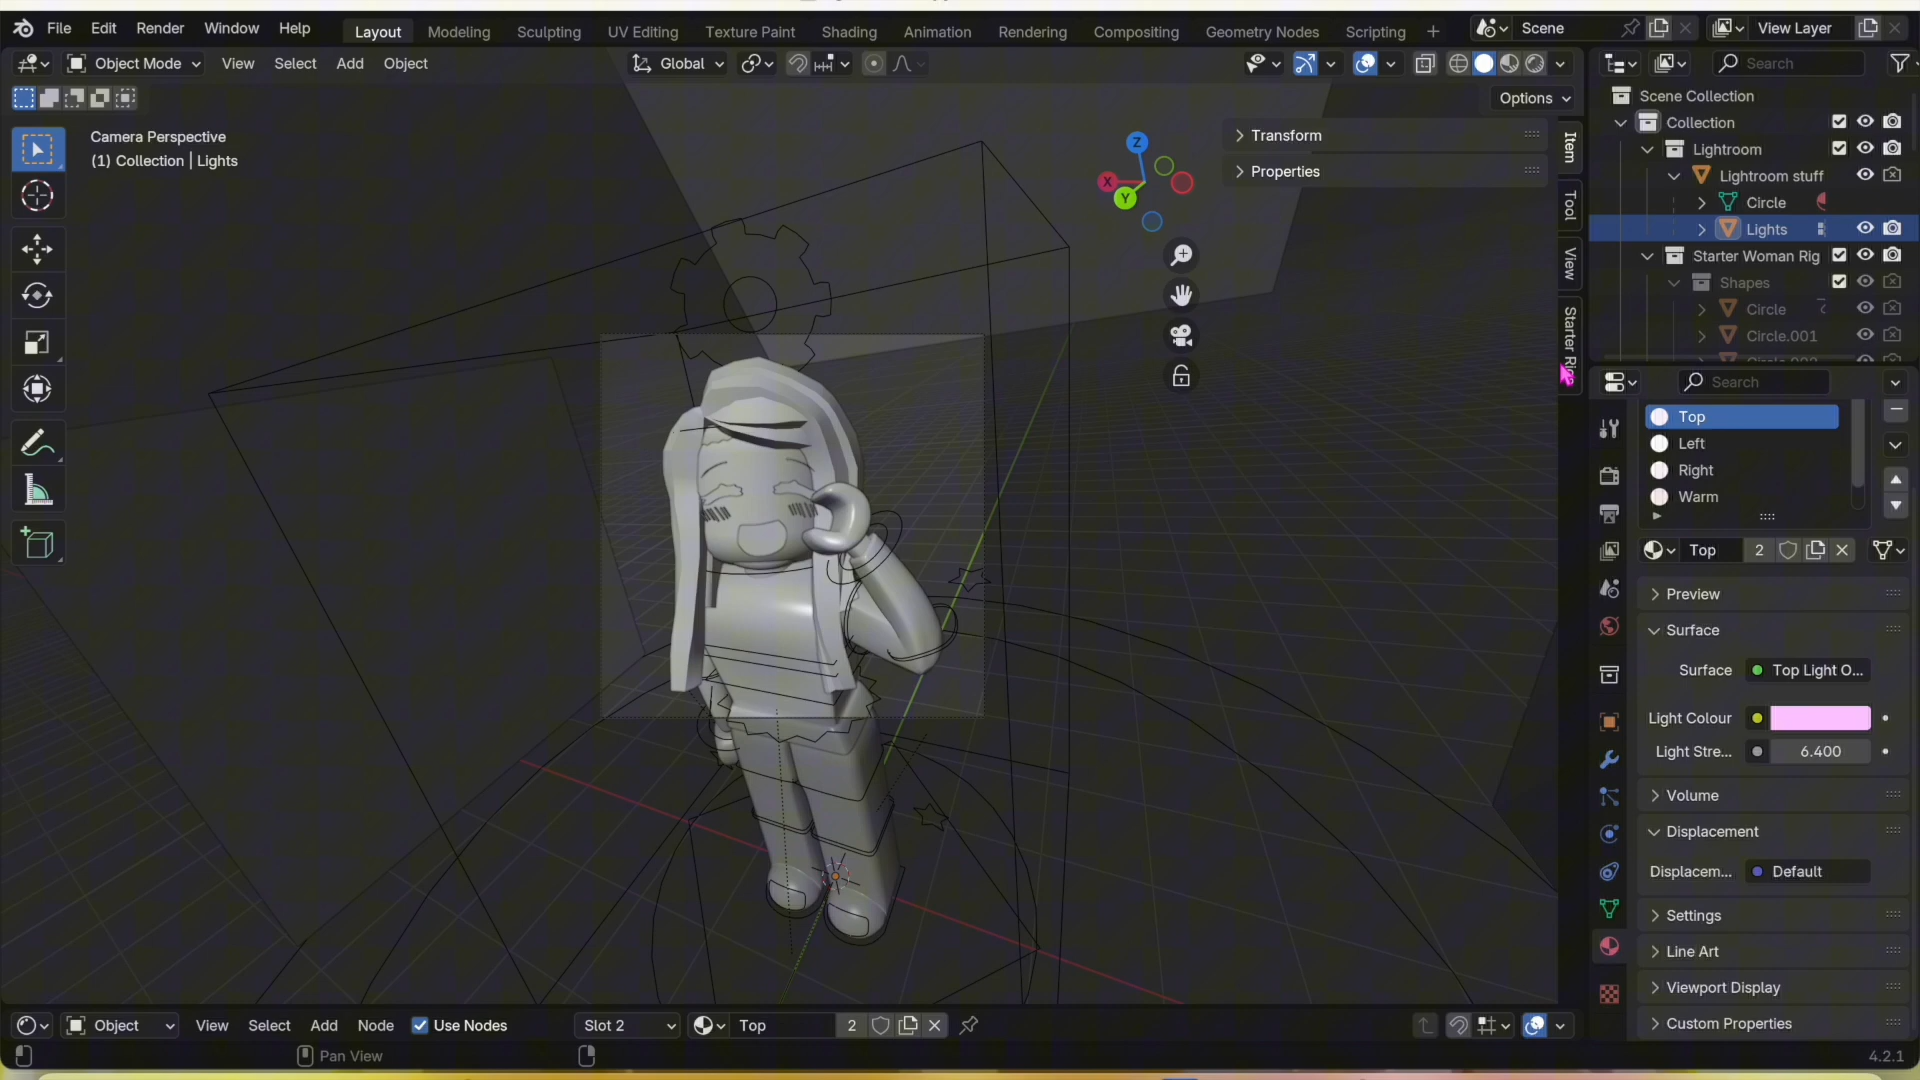 File Edit Render Window Help Layout Modeling Sculpting UV Editing Texture Paint Shading Animation Rendering Compositing Geometry Nodes Scripting + Scene View Layer
Object Mode View Select Add Object Global Search
Options
Camera Perspective
(1) Collection | Lights
Transform
Properties
Z
X
Y
Item
Tool
View
Scene Collection
Collection
Lightroom
Lightroom stuff
Circle
Lights
Starter Woman Rig
Shapes
Circle
Circle.001
Search
Top
Left
Right
Warm
Top 2
Preview
Surface
Surface Top Light O...
Light Colour
Light Stre... 6.400
Volume
Displacement
Displacem... Default
Settings
Line Art
Viewport Display
Custom Properties
Object View Select Add Node Use Nodes Slot 2 Top 2
Pan View
4.2.1